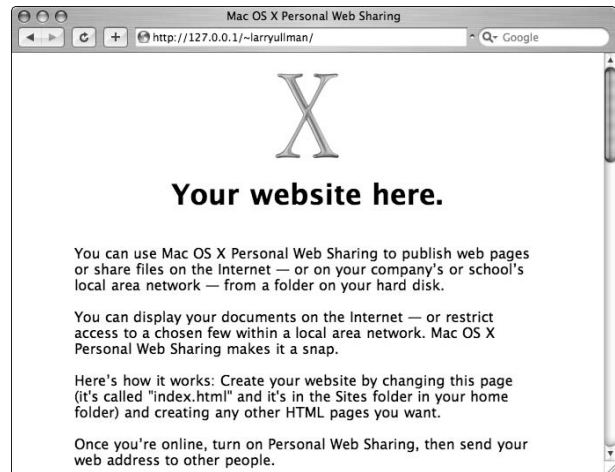 Mac OS X Personal Web Sharing
http://127.0.0.1/~larryullman/
Google
X
Your website here.
You can use Mac OS X Personal Web Sharing to publish web pages
or share files on the Internet — or on your company's or school's
local area network — from a folder on your hard disk.
You can display your documents on the Internet — or restrict
access to a chosen few within a local area network. Mac OS X
Personal Web Sharing makes it a snap.
Here's how it works: Create your website by changing this page
(it's called "index.html" and it's in the Sites folder in your home
folder) and creating any other HTML pages you want.
Once you're online, turn on Personal Web Sharing, then send your
web address to other people.